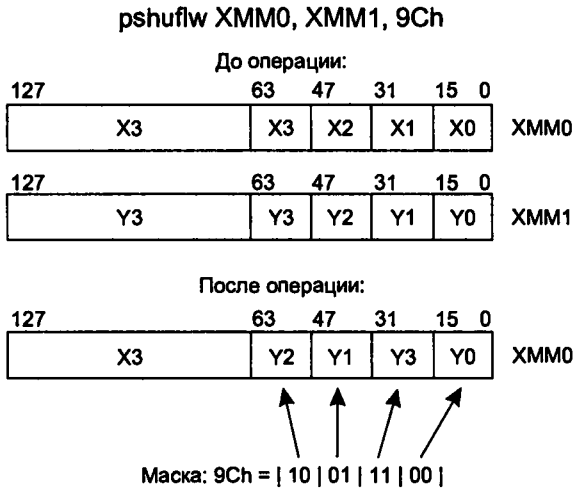 pshuflw XMM0, XMM1, 9Ch
До операции:
127 63 47 31 15 0
X3 X3 X2 X1 X0 XMM0
127 63 47 31 15 0
Y3 Y3 Y2 Y1 Y0 XMM1
После операции:
127 63 47 31 15 0
X3 Y2 Y1 Y3 Y0 XMM0
Маска: 9Ch = | 10 | 01 | 11 | 00 |